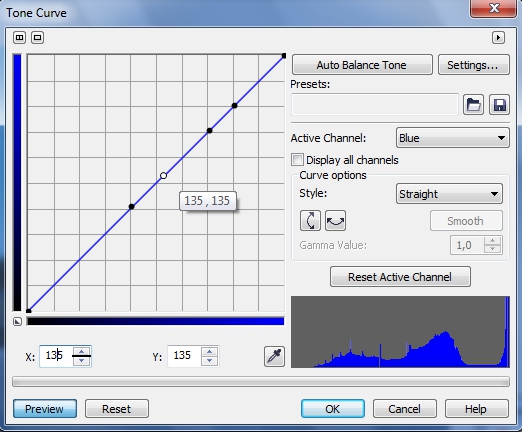 Tone Curve
Auto Balance Tone
Settings...
Presets:
Active Channel:
Blue
Display all channels
Curve options
Style:
Straight
Smooth
Gamma Value:
1,0
135 , 135
Reset Active Channel
X:
135
Y:
135
Preview
Reset
OK
Cancel
Help